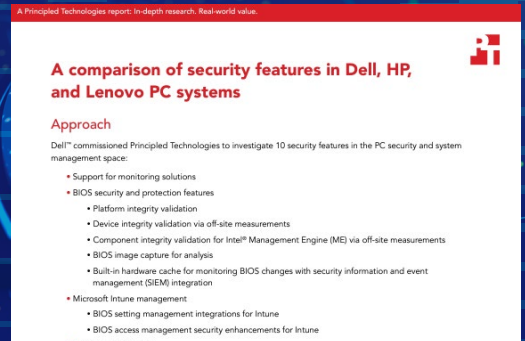 A Principled Technologies report: In-depth research. Real-world value.
PT
A comparison of security features in Dell, HP,
and Lenovo PC systems
Approach
Dell™ commissioned Principled Technologies to investigate 10 security features in the PC security and system
management space:
• Support for monitoring solutions
• BIOS security and protection features
• Platform integrity validation
• Device integrity validation via off-site measurements
• Component integrity validation for Intel® Management Engine (ME) via off-site measurements
• BIOS image capture for analysis
• Built-in hardware cache for monitoring BIOS changes with security information and event
management (SIEM) integration
• Microsoft Intune management
• BIOS setting management integrations for Intune
• BIOS access management security enhancements for Intune